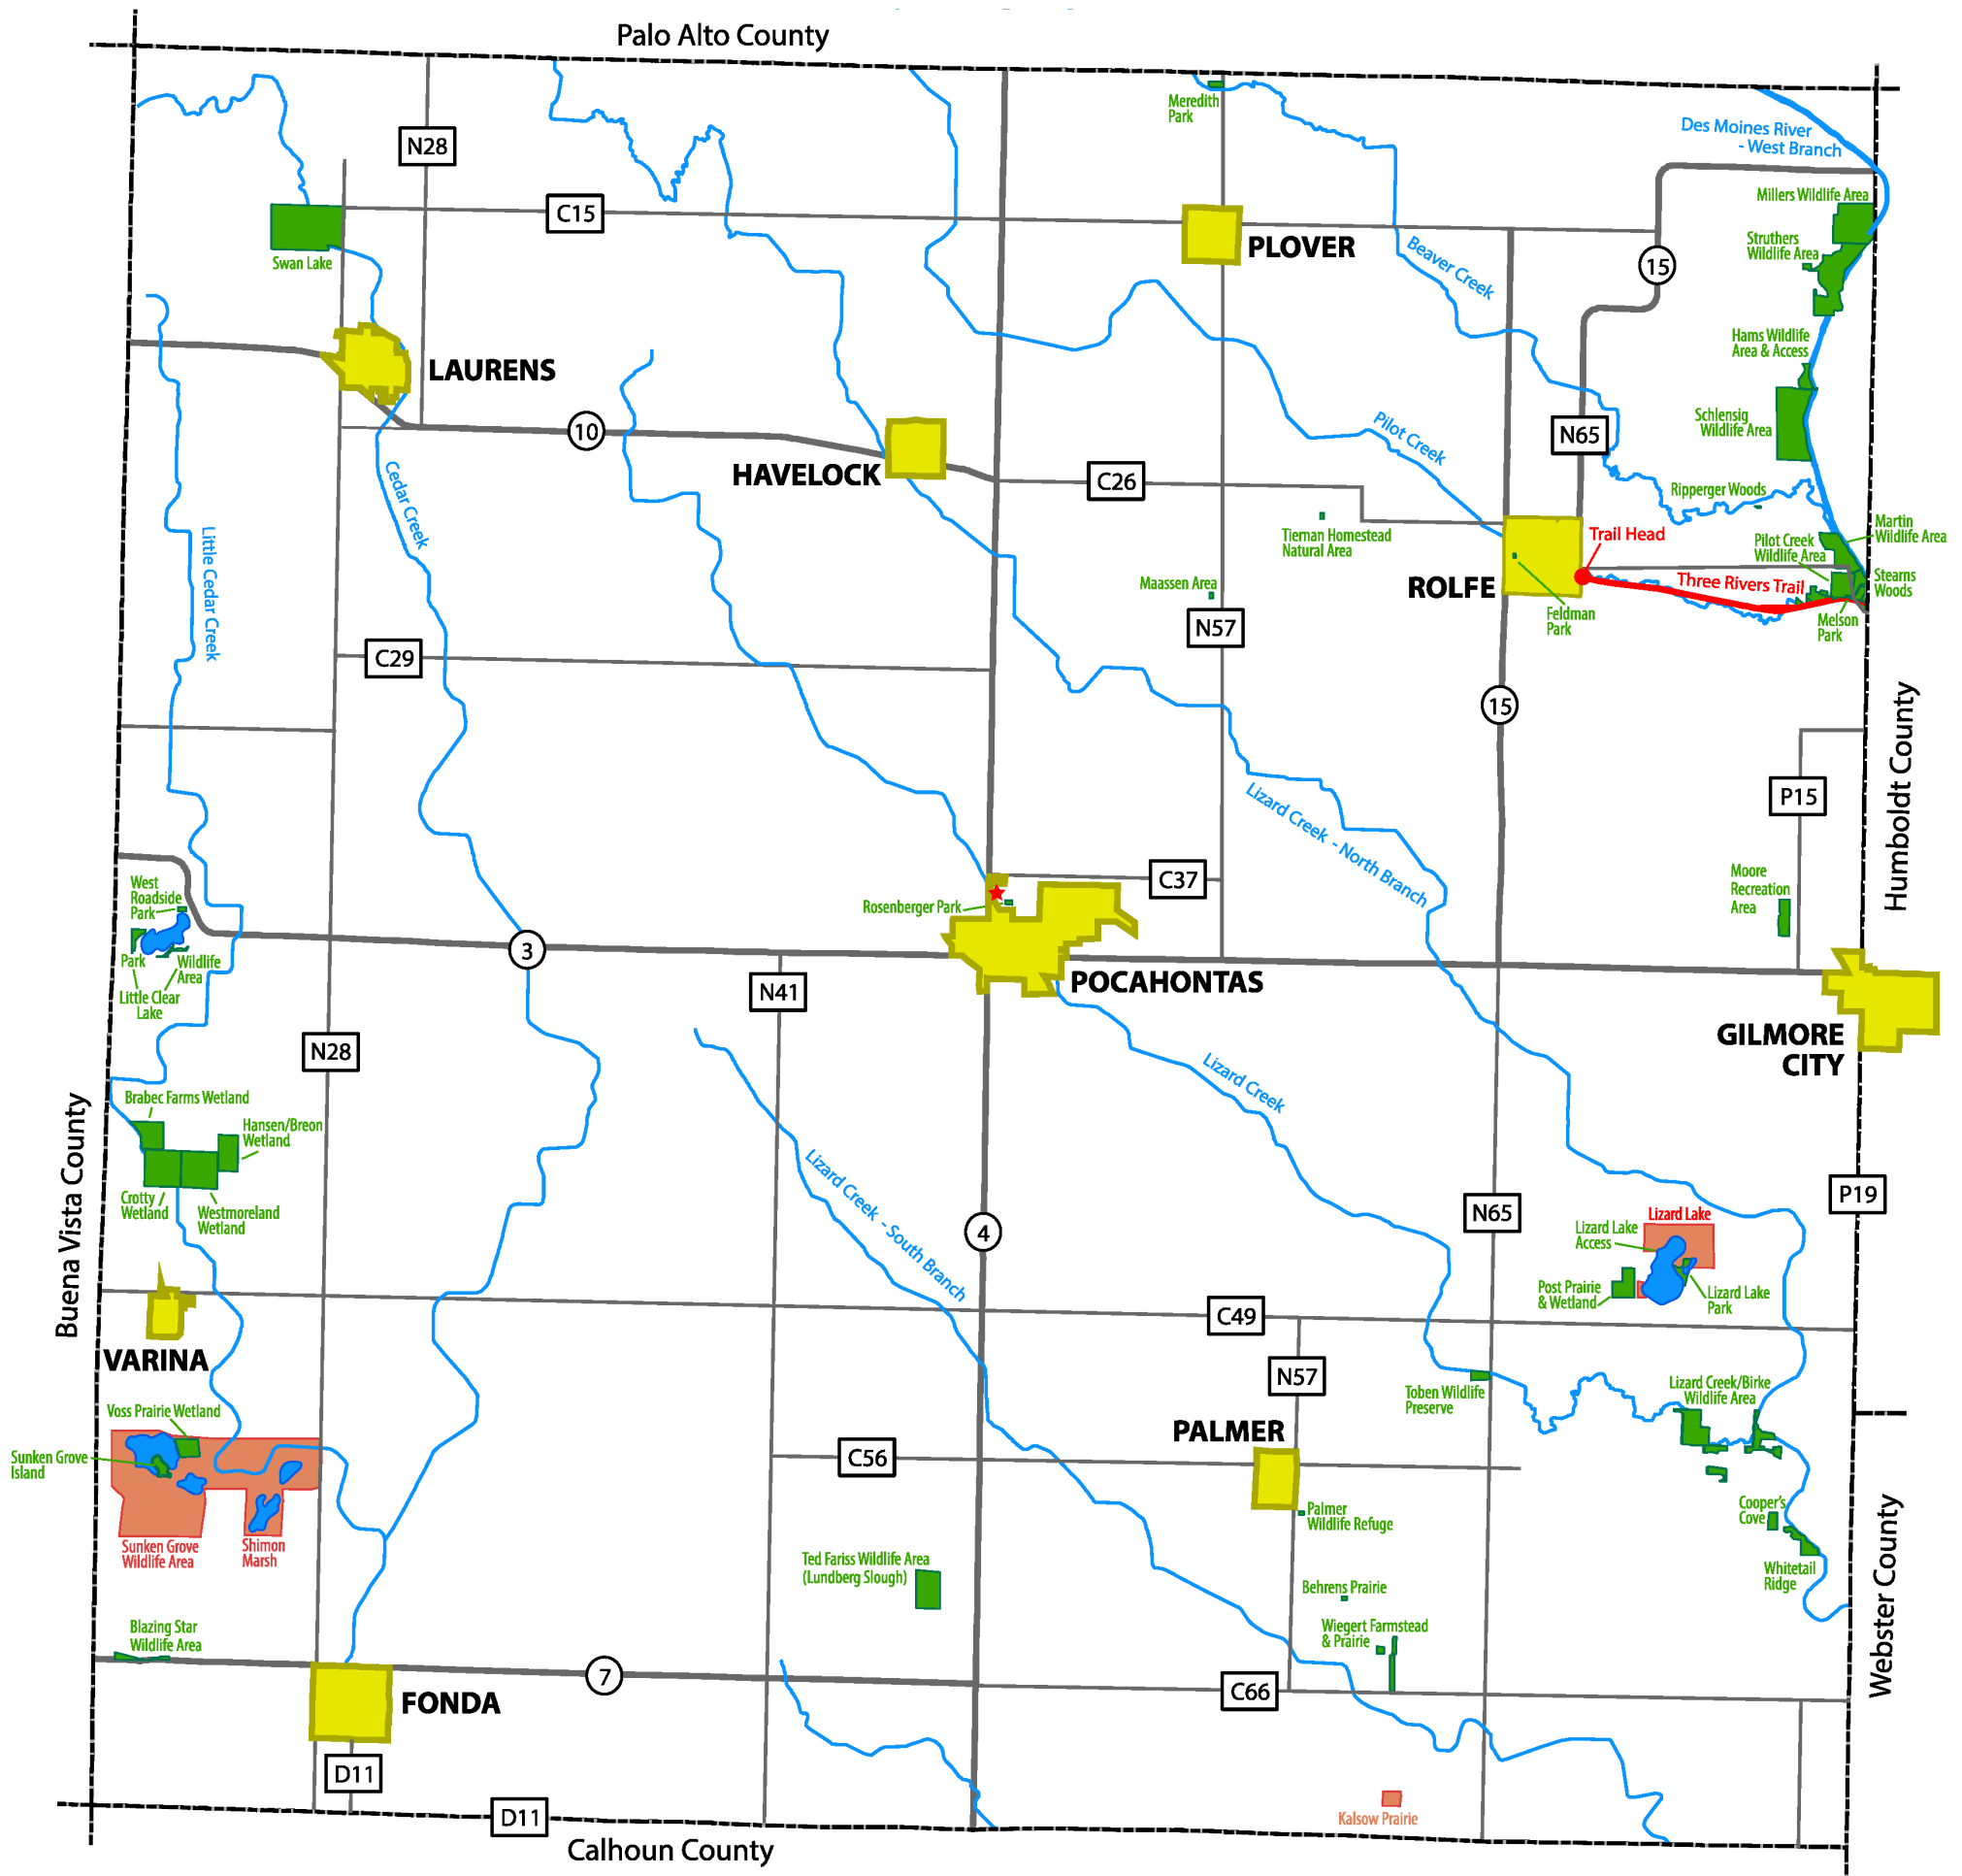 Palo Alto County
Meredith
Park
Des Moines River
- West Branch
N28
Millers Wildlife Area
C15
PLOVER
Struthers
Wildlife Area
Swan Lake
Beaver Creek
15
Hams Wildlife
Area & Access
LAURENS
Schlensig
Wildlife Area
10
N65
Pilot Creek
HAVELOCK
C26
Cedar Creek
Ripperger Woods
Little Cedar Creek
Tiernan Homestead
Natural Area
Trail Head
Martin
Wildlife Area
Pilot Creek
Wildlife Area
Maassen Area
ROLFE
Three Rivers Trail
Stearns
Woods
Feldman
Park
Melson
Park
N57
C29
15
Humboldt County
P15
Lizard Creek - North Branch
West
Roadside
Park
C37
Moore
Recreation
Area
Rosenberger Park
3
Park
Wildlife
Area
Little Clear
Lake
N41
POCAHONTAS
GILMORE
CITY
N28
Lizard Creek
Brabec Farms Wetland
Hansen/Breon
Wetland
Buena Vista County
Lizard Creek - South Branch
Crotty
Wetland
Westmoreland
Wetland
P19
4
N65
Lizard Lake
Lizard Lake
Access
Post Prairie
& Wetland
Lizard Lake
Park
C49
VARINA
N57
Toben Wildlife
Preserve
Lizard Creek/Birke
Wildlife Area
Voss Prairie Wetland
PALMER
Sunken Grove
Island
C56
Palmer
Wildlife Refuge
Cooper's
Cove
Sunken Grove
Wildlife Area
Shimon
Marsh
Ted Fariss Wildlife Area
(Lundberg Slough)
Whitetail
Ridge
Webster County
Behrens Prairie
Blazing Star
Wildlife Area
Wiegert Farmstead
& Prairie
7
C66
FONDA
D11
D11
Kalsow Prairie
Calhoun County